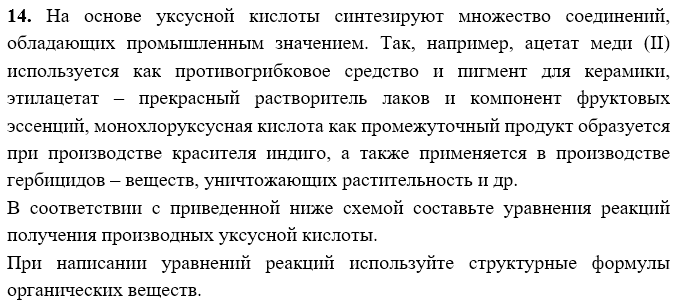 14. На основе уксусной кислоты синтезируют множество соединений,
обладающих промышленным значением. Так, например, ацетат меди (II)
используется как противогрибковое средство и пигмент для керамики,
этилацетат – прекрасный растворитель лаков и компонент фруктовых
эссенций, монохлоруксусная кислота как промежуточный продукт образуется
при производстве красителя индиго, а также применяется в производстве
гербицидов – веществ, уничтожающих растительность и др.
В соответствии с приведенной ниже схемой составьте уравнения реакций
получения производных уксусной кислоты.
При написании уравнений реакций используйте структурные формулы
органических веществ.